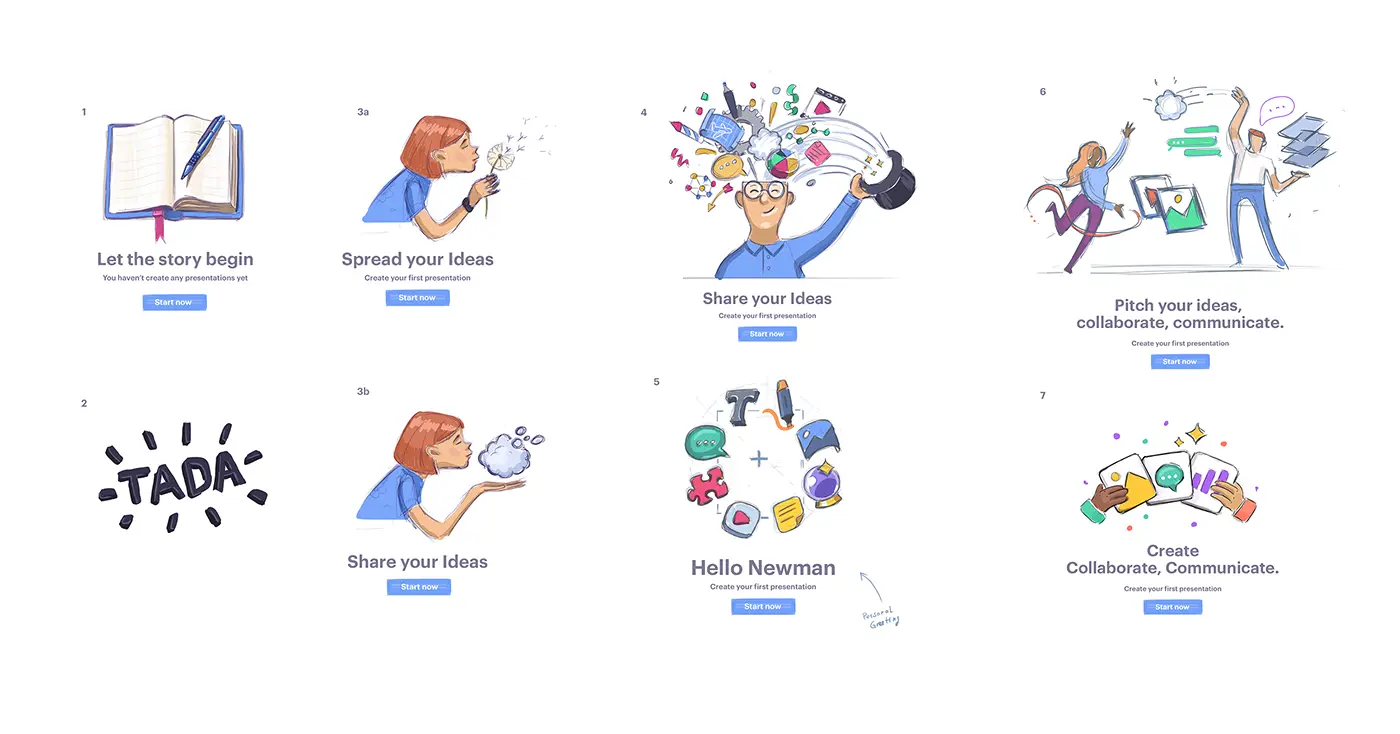 1
Let the story begin
You haven't create any presentations yet
Start now
2
TADA
3a
Spread your Ideas
Create your first presentation
Start now
3b
Share your Ideas
Start now
4
Share your Ideas
Create your first presentation
Start now
5
T
Hello Newman
Create your first presentation
Start now
Personal
Greeting
6
Pitch your ideas,
collaborate, communicate.
Create your first presentation
Start now
7
Create
Collaborate, Communicate.
Create your first presentation
Start now